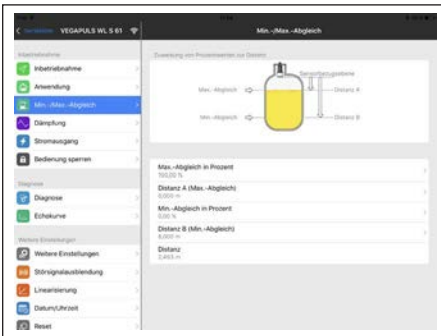 VEGAPULS WL S 61
Min.-/Max.-Abgleich
Inbetriebnahme
Zuweisung von Prozentwerten zur Distanz
Inbetriebnahme
Anwendung
Min.-/Max.-Abgleich
Dämpfung
Stromausgang
Bedienung sperren
Diagnose
Diagnose
Echokurve
Weitere Einstellungen
Weitere Einstellungen
Störsignalausblendung
Linearisierung
Datum/Uhrzeit
Reset
Sensorbezugsebene
Max.-Abgleich
Distanz A
Min.-Abgleich
Distanz B
Max.-Abgleich in Prozent
100,00 %
Distanz A (Max.-Abgleich)
0,000 m
Min.-Abgleich in Prozent
0,00 %
Distanz B (Min.-Abgleich)
8,000 m
Distanz